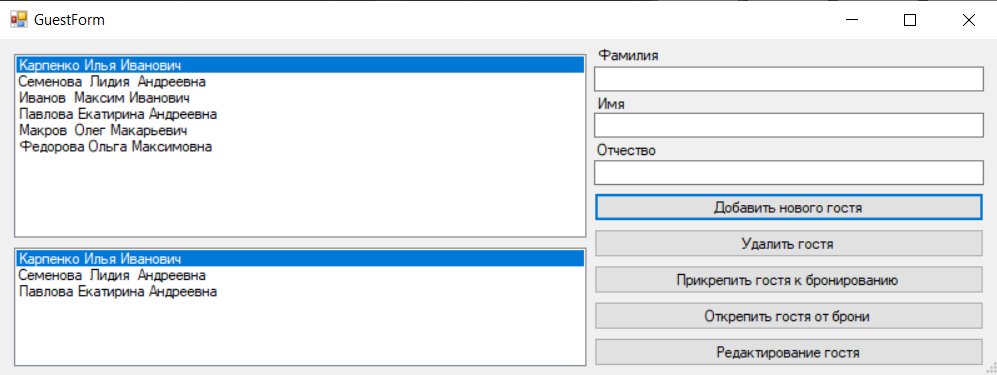 GuestForm
Карпенко Илья Иванович
Семенова  Лидия  Андреевна
Иванов  Максим Иванович
Павлова Екатирина Андреевна
Макров  Олег Макарьевич
Федорова Ольга Максимовна
Карпенко Илья Иванович
Семенова  Лидия  Андреевна
Павлова Екатирина Андреевна
Фамилия
Имя
Отчество
Добавить нового гостя
Удалить гостя
Прикрепить гостя к бронированию
Открепить гостя от брони
Редактирование гостя